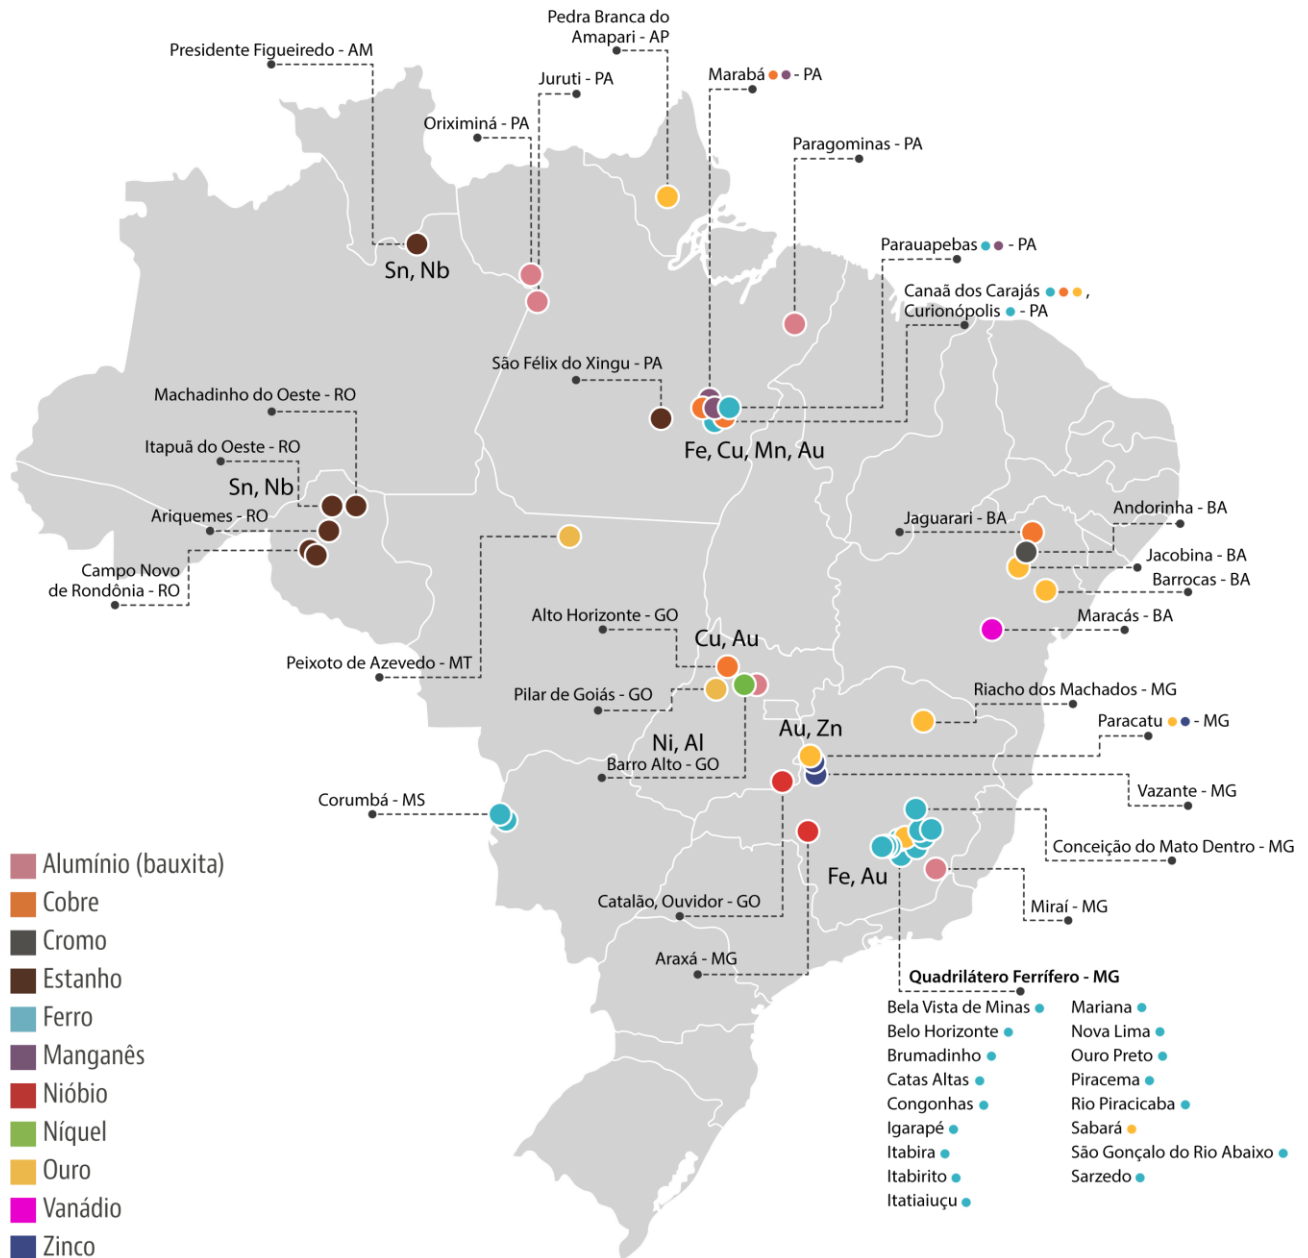 Pedra Branca do
Amapari - AP
Presidente Figueiredo - AM
Juruti - PA
Marabá - PA
Oriximiná - PA
Paragominas - PA
Parauapebas - PA
Sn, Nb
Canaã dos Carajás ,
Curionópolis - PA
São Félix do Xingu - PA
Machadinho do Oeste - RO
Fe, Cu, Mn, Au
Itapuã do Oeste - RO
Sn, Nb
Ariquemes - RO
Jaguarari - BA
Andorinha - BA
Jacobina - BA
Campo Novo
de Rondônia - RO
Barrocas - BA
Alto Horizonte - GO
Maracás - BA
Cu, Au
Peixoto de Azevedo - MT
Pilar de Goiás - GO
Riacho dos Machados - MG
Au, Zn
Paracatu - MG
Ni, Al
Barro Alto - GO
Vazante - MG
Corumbá - MS
Conceição do Mato Dentro - MG
Fe, Au
Catalão, Ouvidor - GO
Miraí - MG
Araxá - MG
Quadrilátero Ferrífero - MG
Bela Vista de Minas
Belo Horizonte
Brumadinho
Catas Altas
Congonhas
Igarapé
Itabira
Itabirito
Itatiaiuçu
Mariana
Nova Lima
Ouro Preto
Piracema
Rio Piracicaba
Sabará
São Gonçalo do Rio Abaixo
Sarzedo
Alumínio (bauxita)
Cobre
Cromo
Estanho
Ferro
Manganês
Nióbio
Níquel
Ouro
Vanádio
Zinco